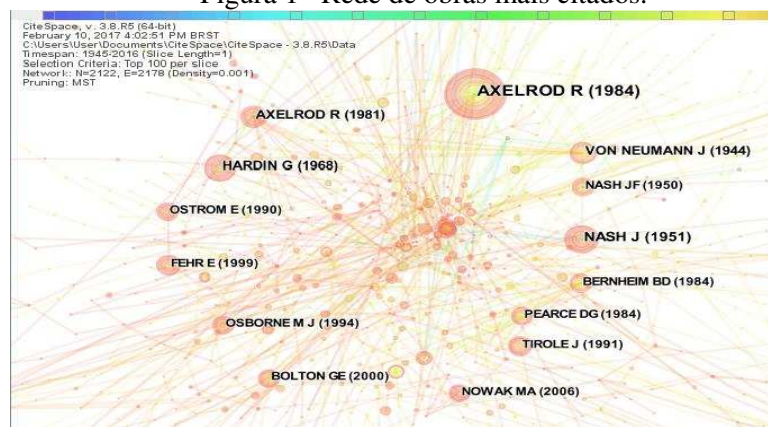 Figura 1 - Rede de obras mais citados.
CiteSpace, v. 3.8.R5 (64-bit)
February 10, 2017 4:02:51 PM BRST
C:\Users\User\Documents\CiteSpace\CiteSpace - 3.8.R5\Data
Timespan: 1945-2016 (Slice Length=1)
Selection Criteria: Top 100 per slice
Network: N=2122, E=2178 (Density=0.001)
Pruning: MST
AXELROD R (1984)
AXELROD R (1981)
VON NEUMANN J (1944)
HARDIN G (1968)
NASH JF (1950)
OSTROM E (1990)
NASH J (1951)
FEHR E (1999)
BERNHEIM BD (1984)
PEARCE DG (1984)
OSBORNE M J (1994)
TIROLE J (1991)
BOLTON GE (2000)
NOWAK MA (2006)